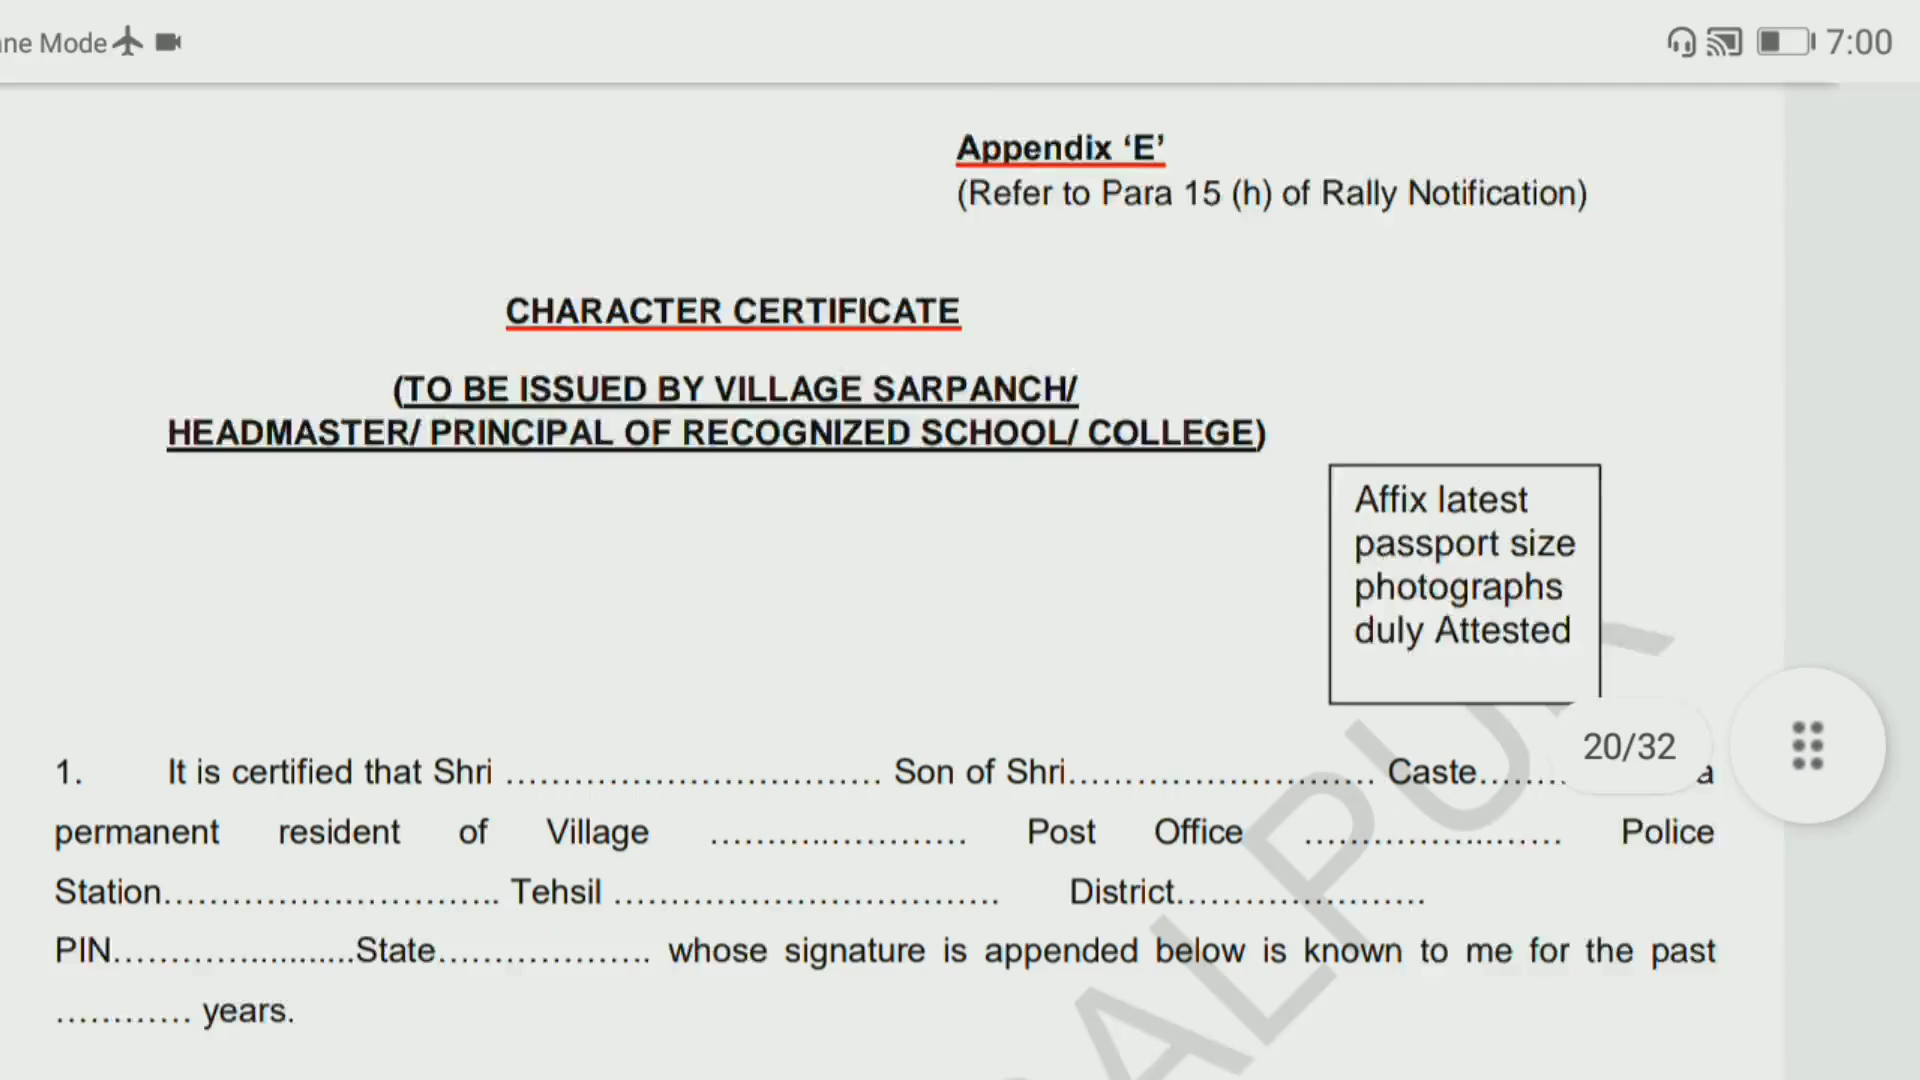 ne Mode 7:00
Appendix ‘E’
(Refer to Para 15 (h) of Rally Notification)
CHARACTER CERTIFICATE
(TO BE ISSUED BY VILLAGE SARPANCH/
HEADMASTER/ PRINCIPAL OF RECOGNIZED SCHOOL/ COLLEGE)
Affix latest
passport size
photographs
duly Attested
20/32
1. It is certified that Shri ................................. Son of Shri........................... Caste........ a
permanent resident of Village ....................... Post Office ....................... Police
Station.............................. Tehsil .................................. District......................
PIN......................State................... whose signature is appended below is known to me for the past
............ years.